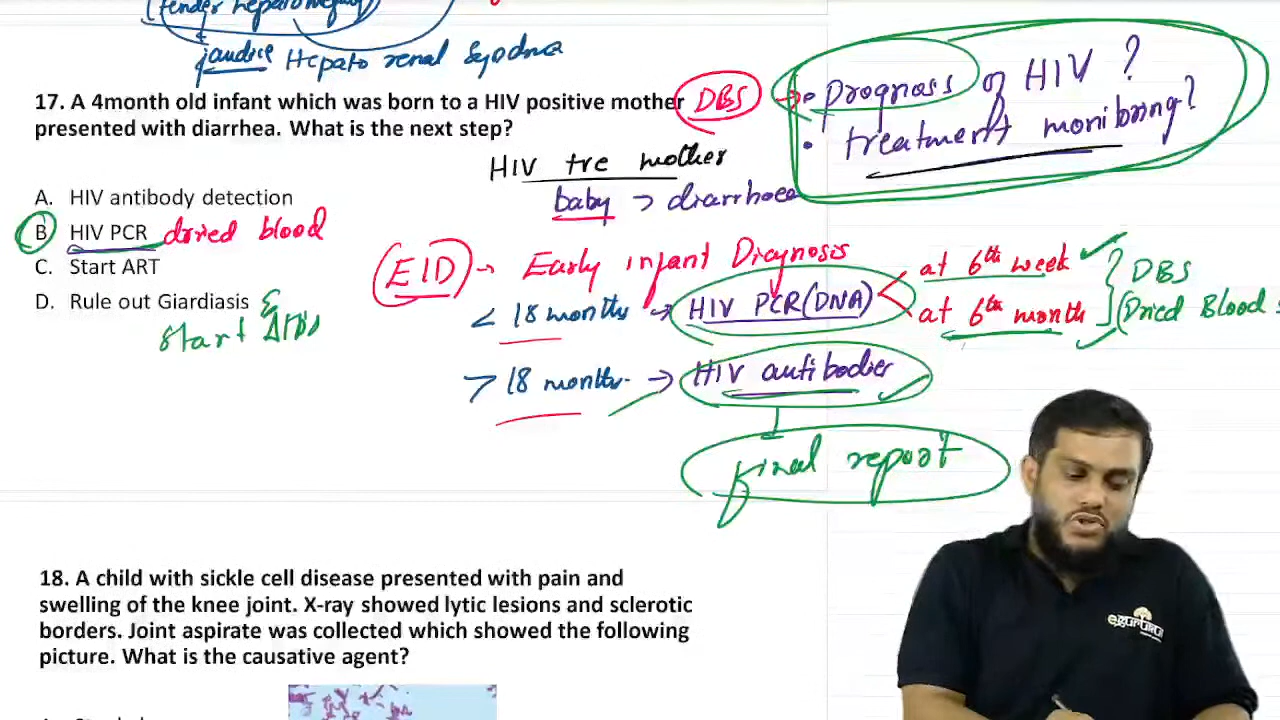 tender hepatomegaly
jaundice Hepato renal Syndrome
17. A 4month old infant which was born to a HIV positive mother DBS
presented with diarrhea. What is the next step?
• prognosis of HIV ?
• treatment monitoring?
HIV tve mother
baby → diarrhoea
A. HIV antibody detection
B. HIV PCR dried blood
C. Start ART
D. Rule out Giardiasis &
start Atbs
EID → Early infant Diagnosis
< 18 months → HIV PCR (DNA)
at 6th week
at 6th month
DBS
(Dried Blood
> 18 months → HIV antibodies
final report
18. A child with sickle cell disease presented with pain and
swelling of the knee joint. X-ray showed lytic lesions and sclerotic
borders. Joint aspirate was collected which showed the following
picture. What is the causative agent?
egurukul